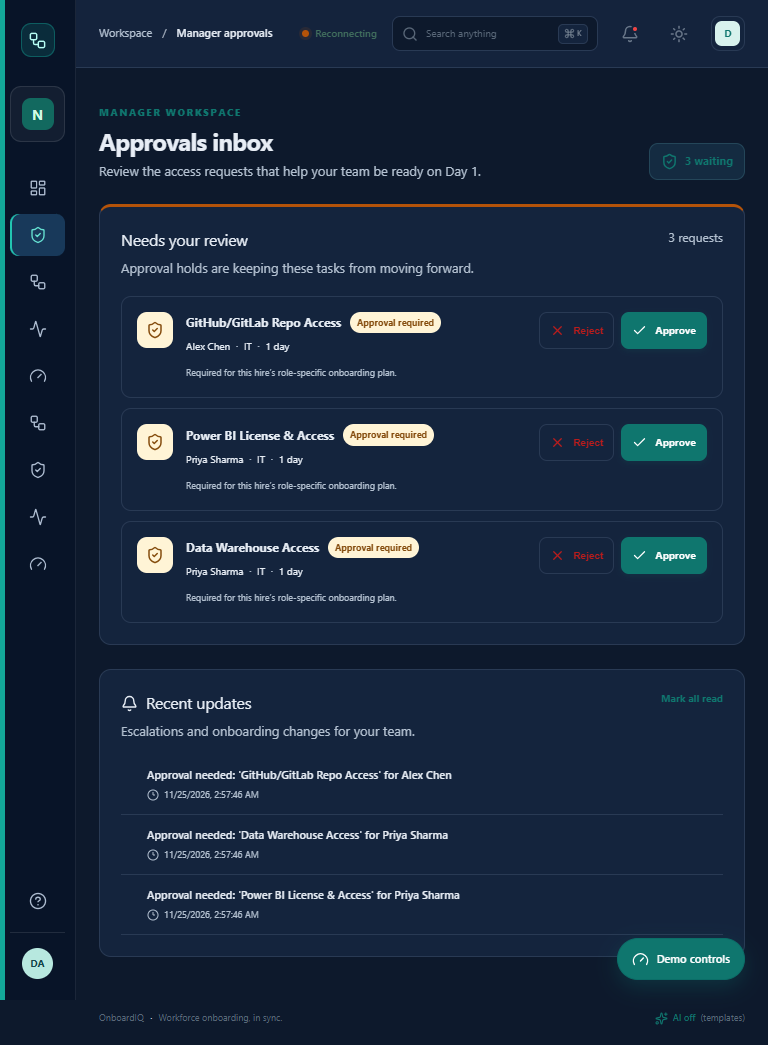 Workspace / Manager approvals
Reconnecting
Search anything
⌘ K
D
N
MANAGER WORKSPACE
Approvals inbox
Review the access requests that help your team be ready on Day 1.
3 waiting
Needs your review
3 requests
Approval holds are keeping these tasks from moving forward.
GitHub/GitLab Repo Access
Approval required
Reject
Approve
Alex Chen · IT · 1 day
Required for this hire's role-specific onboarding plan.
Power BI License & Access
Approval required
Reject
Approve
Priya Sharma · IT · 1 day
Required for this hire's role-specific onboarding plan.
Data Warehouse Access
Approval required
Reject
Approve
Priya Sharma · IT · 1 day
Required for this hire's role-specific onboarding plan.
Recent updates
Mark all read
Escalations and onboarding changes for your team.
Approval needed: 'GitHub/GitLab Repo Access' for Alex Chen
11/25/2026, 2:57:46 AM
Approval needed: 'Data Warehouse Access' for Priya Sharma
11/25/2026, 2:57:46 AM
Approval needed: 'Power BI License & Access' for Priya Sharma
11/25/2026, 2:57:46 AM
Demo controls
DA
OnboardIQ · Workforce onboarding, in sync.
AI off (templates)